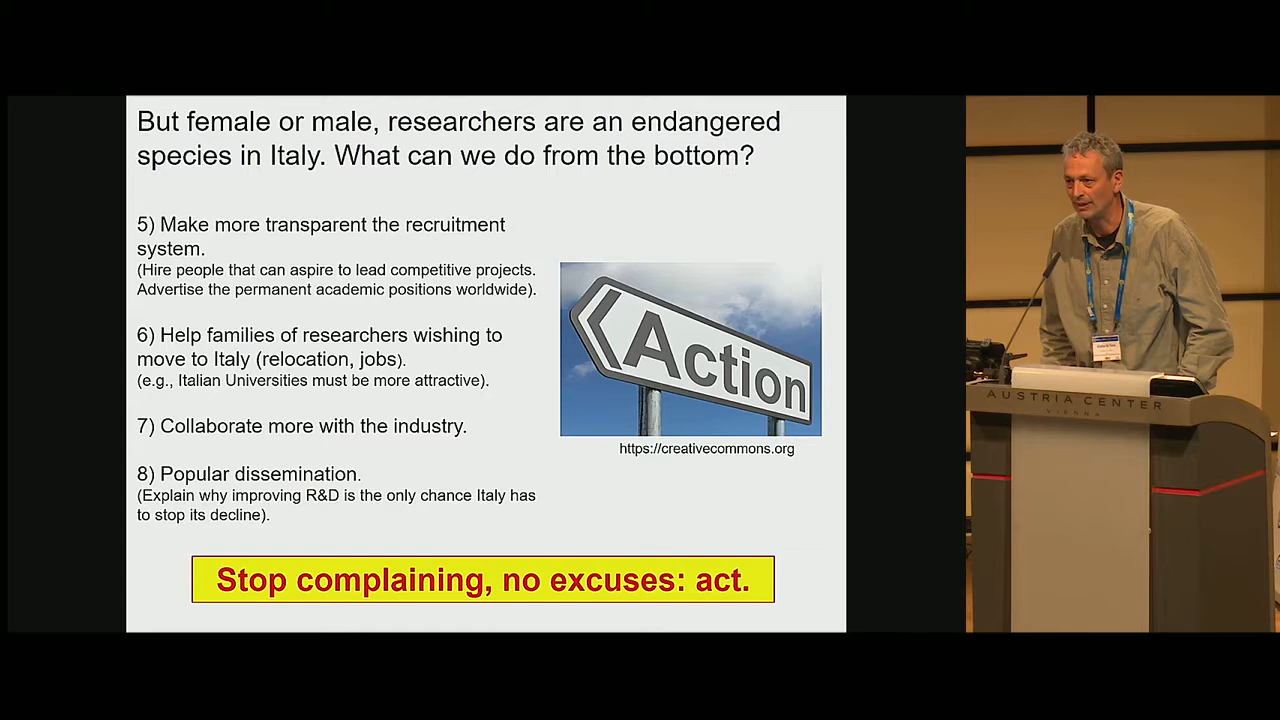 But female or male, researchers are an endangered
species in Italy. What can we do from the bottom?
5) Make more transparent the recruitment
system.
(Hire people that can aspire to lead competitive projects.
Advertise the permanent academic positions worldwide).
6) Help families of researchers wishing to
move to Italy (relocation, jobs).
(e.g., Italian Universities must be more attractive).
7) Collaborate more with the industry.
8) Popular dissemination.
(Explain why improving R&D is the only chance Italy has
to stop its decline).
Action
https://creativecommons.org
Stop complaining, no excuses: act.
AUSTRIA CENTER
VIENNA